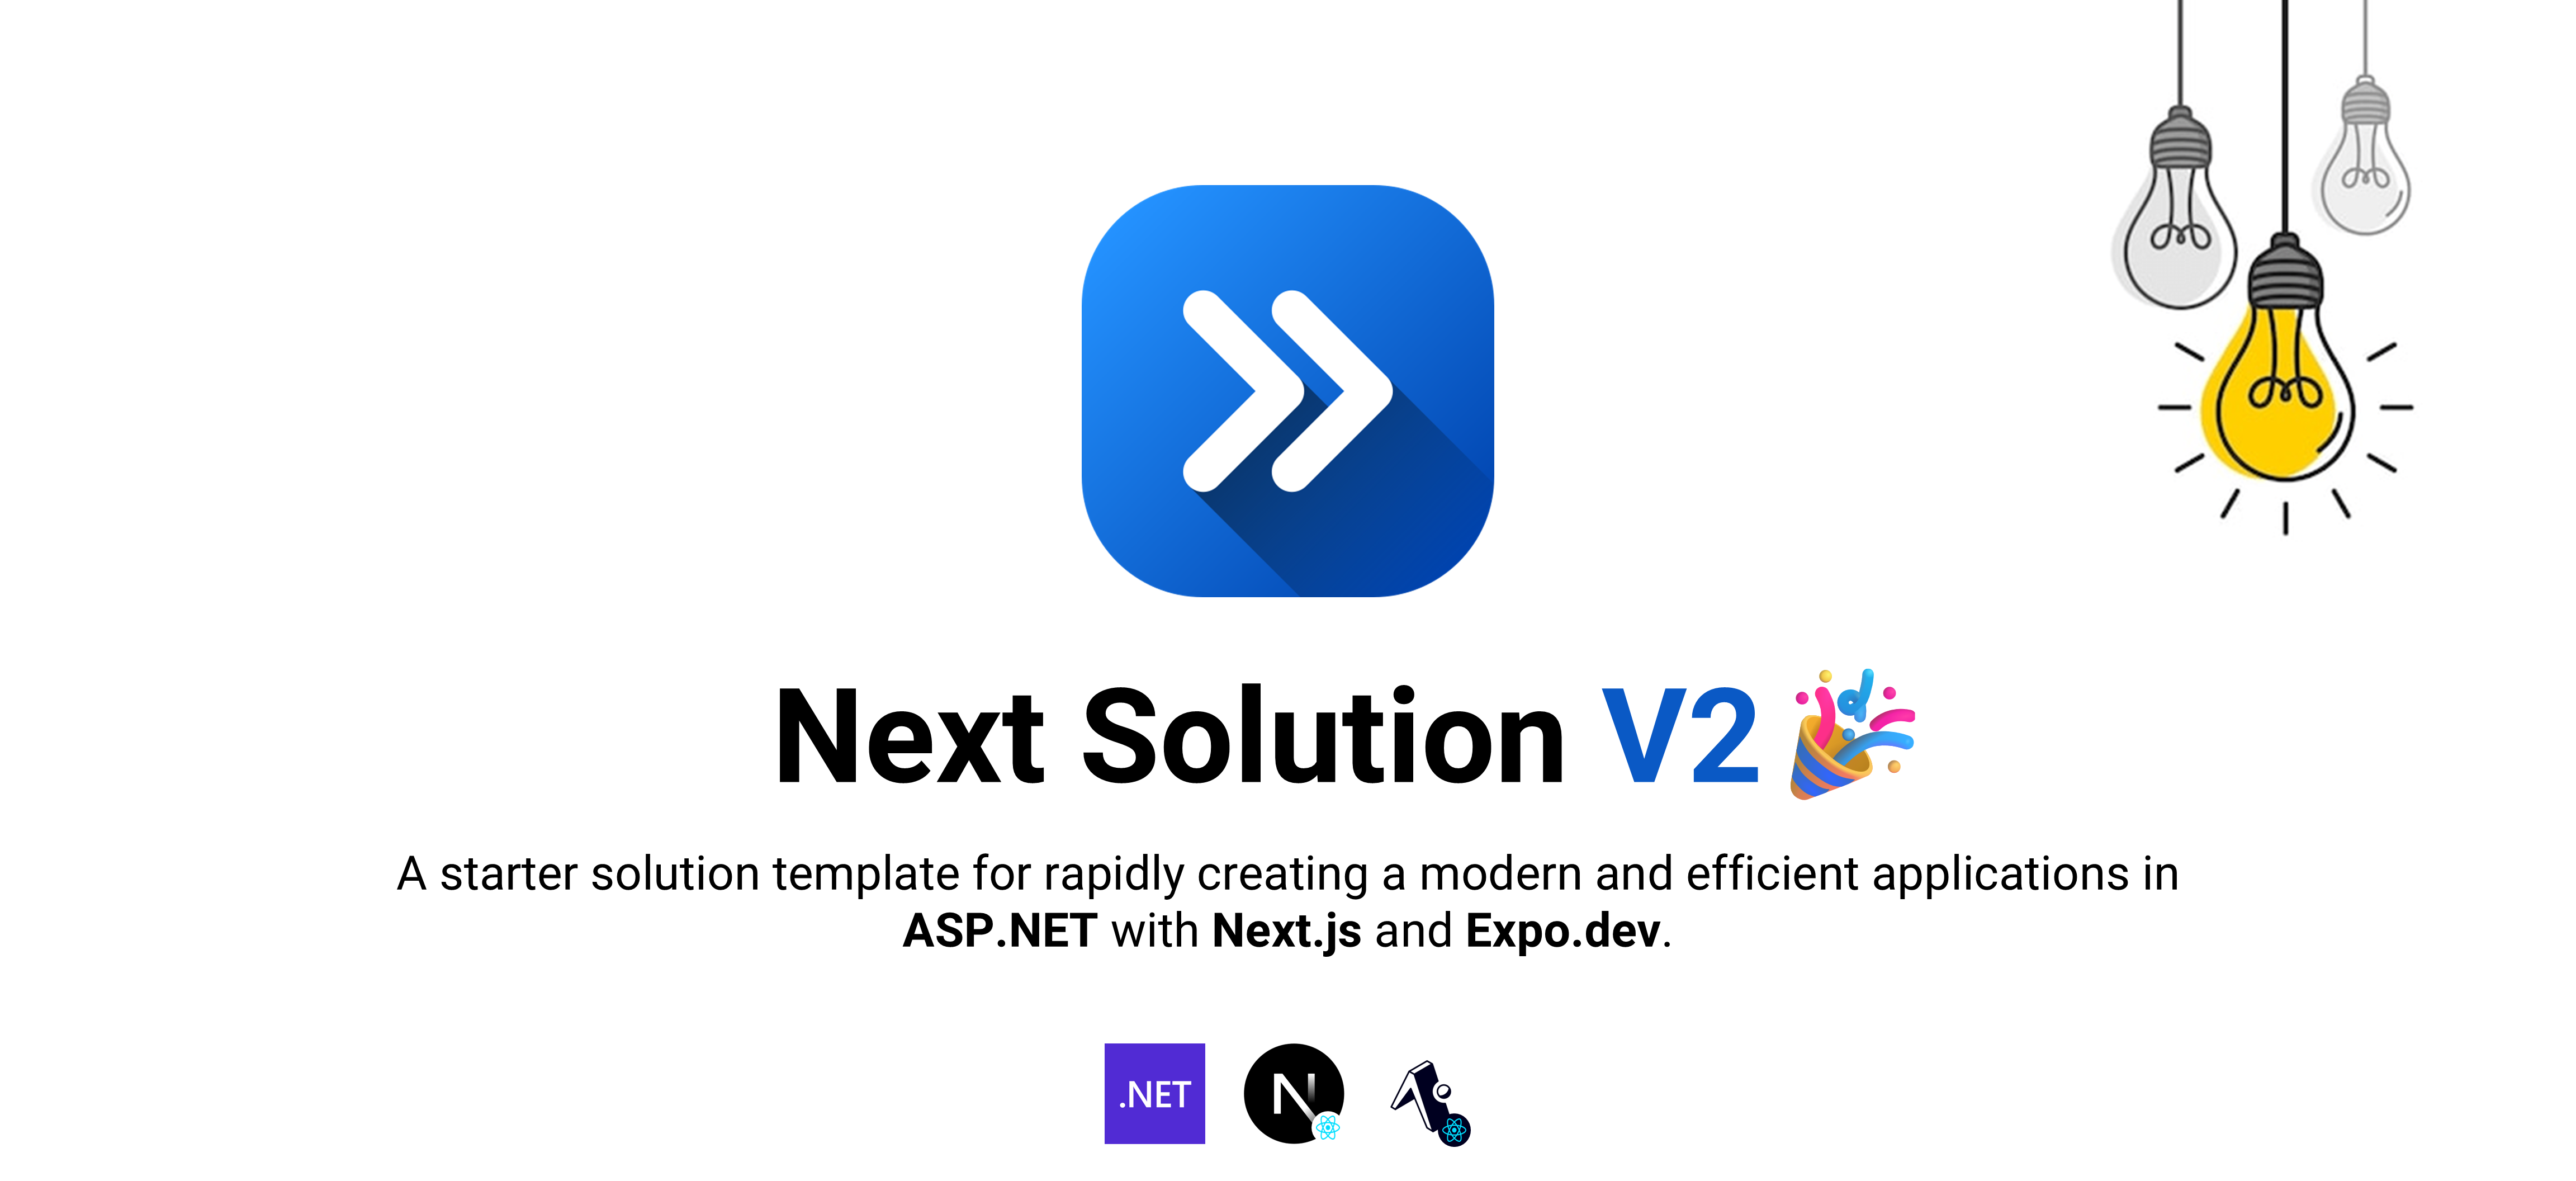 Next Solution V2 🎉
A starter solution template for rapidly creating a modern and efficient applications in
ASP.NET with Next.js and Expo.dev.
.NET N